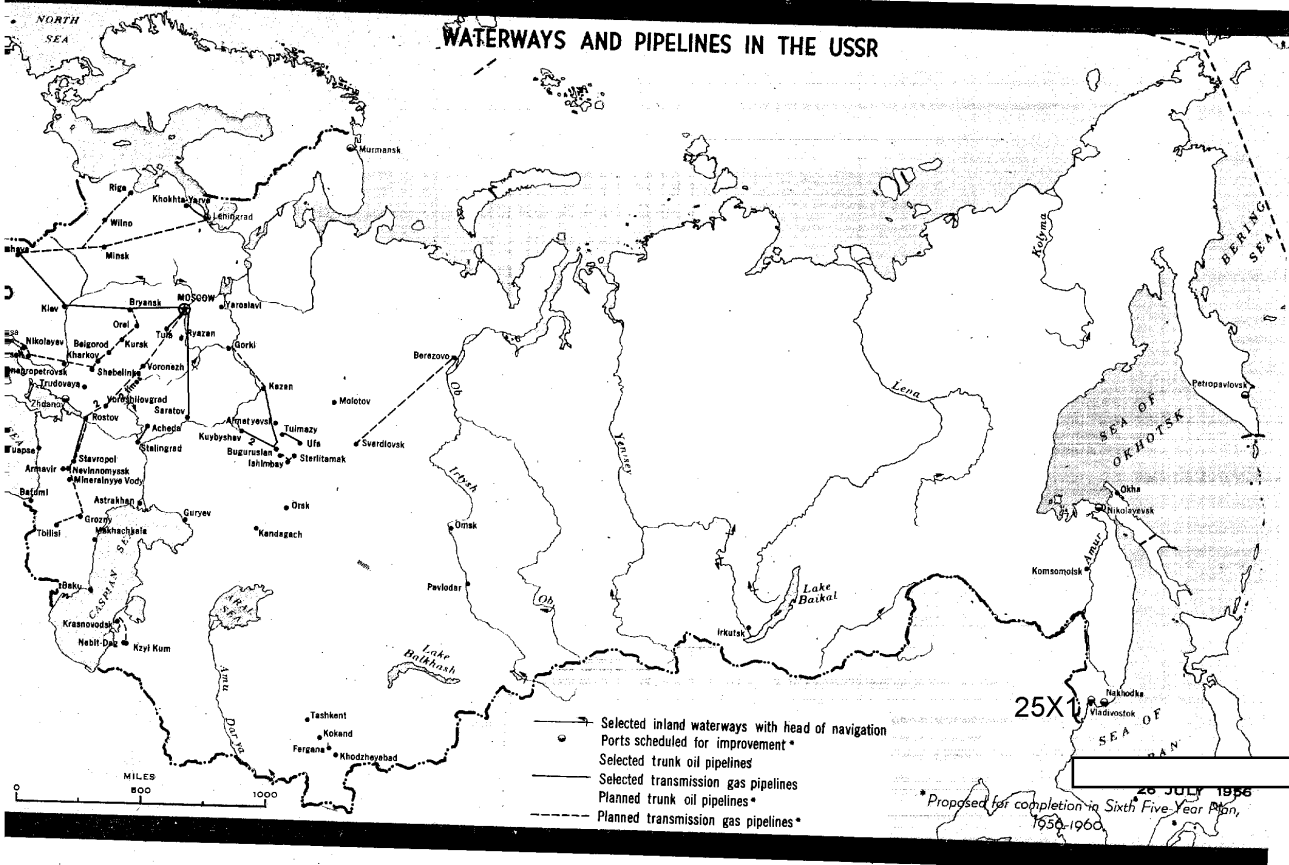 WATERWAYS AND PIPELINES IN THE USSR
NORTH
SEA
Murmansk
Riga
Khokhta-Yarve
Leningrad
Wilno
Minsk
Kolyma
BERING
SEA
Kiev
Bryansk
MOSCOW
Yaroslavl
Orel
Tula
Ryazan
Nikolayev
Belgorod
Kursk
Gorki
Kharkov
Shebelinka
Voronezh
Berezovo
Ob
Lena
Trudovaya
Kazan
Molotov
Petropavlovsk
Zhdanov
2
Voroshilovgrad
Rostov
Saratov
Almetyevsk
Tuimazy
Acheda
Kuybyshev
2
Ufa
Sverdlovsk
SEA OF
OKHOTSK
SEA
Tuapse
Stalingrad
Buguruslan
Sterlitamak
Ishimbay
Yenisey
Stavropol
Armavir
Nevinnomyssk
Mineralnyye Vody
Irtysh
Batumi
Astrakhan
Orsk
Okha
Grozny
Guryev
Nikolayevsk
Tbilisi
Makhachkala
Kandagach
Omsk
Amur
Komsomolsk
Baku
CASPIAN SEA
ARAL
SEA
Pavlodar
Ob
Lake
Baikal
Krasnovodsk
Irkutsk
Nebit-Dag
Kzyl Kum
Lake
Balkhash
Amu
Darya
Nakhodka
25X1
Vladivostok
Tashkent
Kokand
Fergana
Khodzheyabad
SEA OF
Selected inland waterways with head of navigation
Ports scheduled for improvement*
Selected trunk oil pipelines
Selected transmission gas pipelines
Planned trunk oil pipelines*
Planned transmission gas pipelines*
MILES
0 800 1000
26 JULY 1956
*Proposed for completion in Sixth Five-Year Plan,
1956-1960